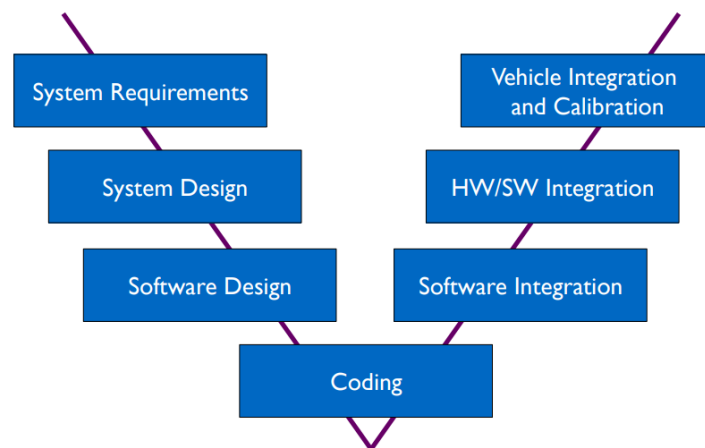 System Requirements
Vehicle Integration
and Calibration
System Design
HW/SW Integration
Software Design
Software Integration
Coding